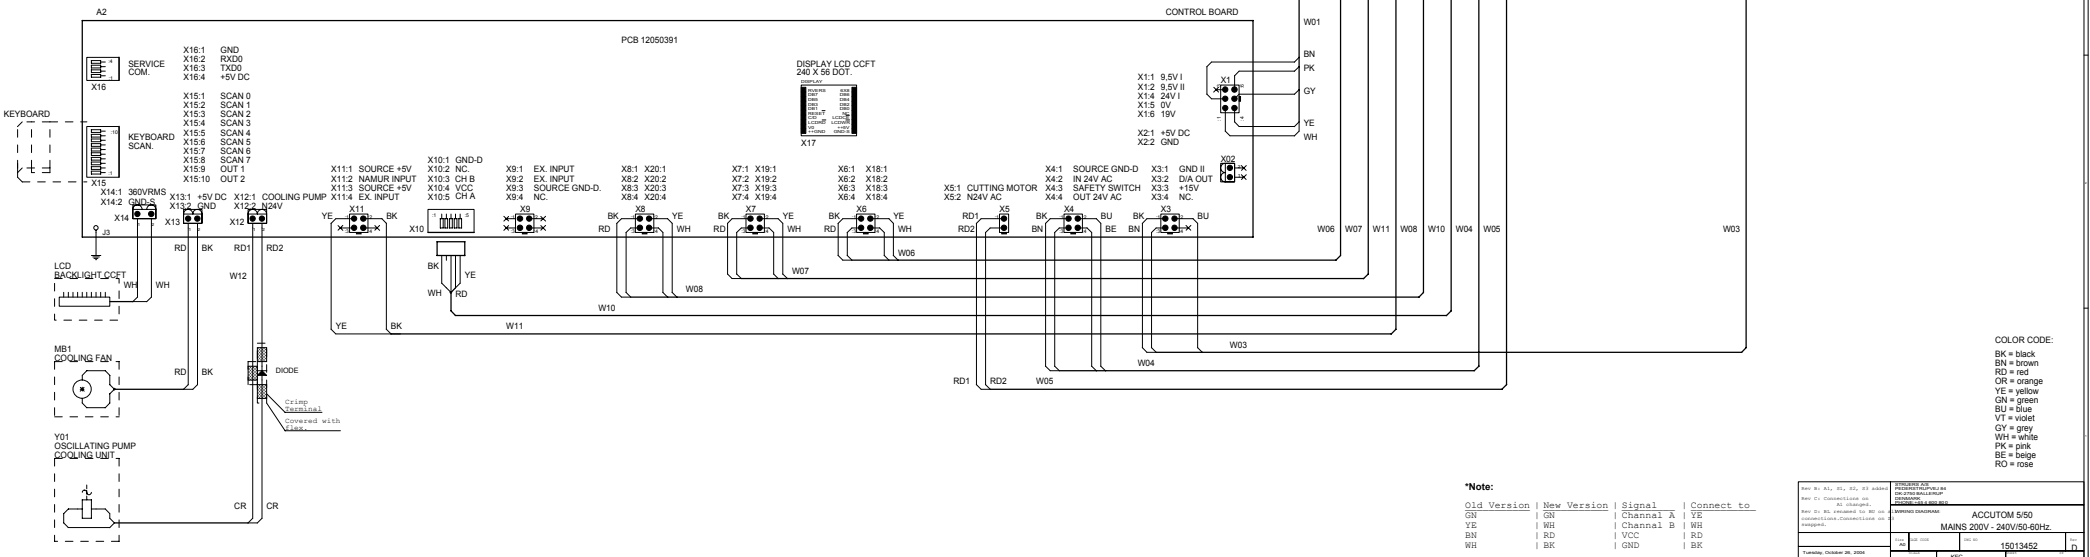 A2
CONTROL BOARD
PCB 12050391
W01
X16:1 GND
X16:2 RXD0
X16:3 TXD0
X16:4 +5V DC
SERVICE
COM.
X16
X15:1 SCAN 0
X15:2 SCAN 1
X15:3 SCAN 2
X15:4 SCAN 3
X15:5 SCAN 4
X15:6 SCAN 5
X15:7 SCAN 6
X15:8 SCAN 7
X15:9 OUT 1
X15:10 OUT 2
KEYBOARD
KEYBOARD
SCAN.
X15
DISPLAY LCD CCFT
240 X 56 DOT.
DISPLAY
X17
X1:1 9,5V I
X1:2 9,5V II
X1:4 24V I
X1:5 0V
X1:6 19V
X2:1 +5V DC
X2:2 GND
X1
BN
PK
GY
YE
WH
X02
X14:1 360VRMS
X14:2 GND-S
X14
X13:1 +5V DC
X13:2 GND
X13
X12:1 COOLING PUMP
X12:2 N24V
X12
X11:1 SOURCE +5V
X11:2 NAMUR INPUT
X11:3 SOURCE +5V
X11:4 EX. INPUT
X11
X10:1 GND-D
X10:2 NC.
X10:3 CH B
X10:4 VCC
X10:5 CH A
X10
X9:1 EX. INPUT
X9:2 EX. INPUT
X9:3 SOURCE GND-D.
X9:4 NC.
X9
X8:1 X20:1
X8:2 X20:2
X8:3 X20:3
X8:4 X20:4
X8
X7:1 X19:1
X7:2 X19:2
X7:3 X19:3
X7:4 X19:4
X7
X6:1 X18:1
X6:2 X18:2
X6:3 X18:3
X6:4 X18:4
X6
X5:1 CUTTING MOTOR
X5:2 N24V AC
X5
X4:1 SOURCE GND-D
X4:2 IN 24V AC
X4:3 SAFETY SWITCH
X4:4 OUT 24V AC
X4
X3:1 GND II
X3:2 D/A OUT
X3:3 +15V
X3:4 NC.
X3
YE BK
BK YE
RD WH
BK YE
RD WH
BK YE
RD WH
RD1
RD2
BK BU
BN BE
BK BU
BN
J3
RD BK
RD1 RD2
W06 W07 W11 W08 W10 W04 W05
W03
BK YE
WH RD
W06
W07
W08
W10
W11
YE BK
W03
W04
W05
RD1 RD2
LCD
BACKLIGHT CCFT
WH WH
W12
MB1
COOLING FAN
RD BK
DIODE
Crimp
Terminal
Covered with
flex.
Y01
OSCILLATING PUMP
COOLING UNIT
CR CR
COLOR CODE:
BK = black
BN = brown
RD = red
OR = orange
YE = yellow
GN = green
BU = blue
VT = violet
GY = grey
WH = white
PK = pink
BE = beige
RO = rose
*Note:
Old Version | New Version | Signal | Connect to
GN | GN | Channel A | YE
YE | WH | Channel B | WH
BN | RD | VCC | RD
WH | BK | GND | BK
STRUERS A/S
WIRING DIAGRAM
ACCUTOM 5/50
MAINS 200V - 240V/50-60Hz.
15013452
D
Tuesday, October 26, 2004